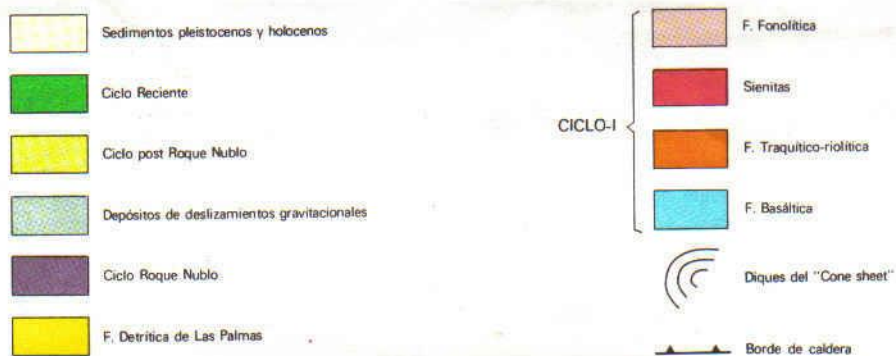 Sedimentos pleistocenos y holocenos
Ciclo Reciente
Ciclo post Roque Nublo
Depósitos de deslizamientos gravitacionales
Ciclo Roque Nublo
F. Detrítica de Las Palmas
CICLO-I
F. Fonolítica
Sienitas
F. Traquítico-riolítica
F. Basáltica
Diques del "Cone sheet"
Borde de caldera